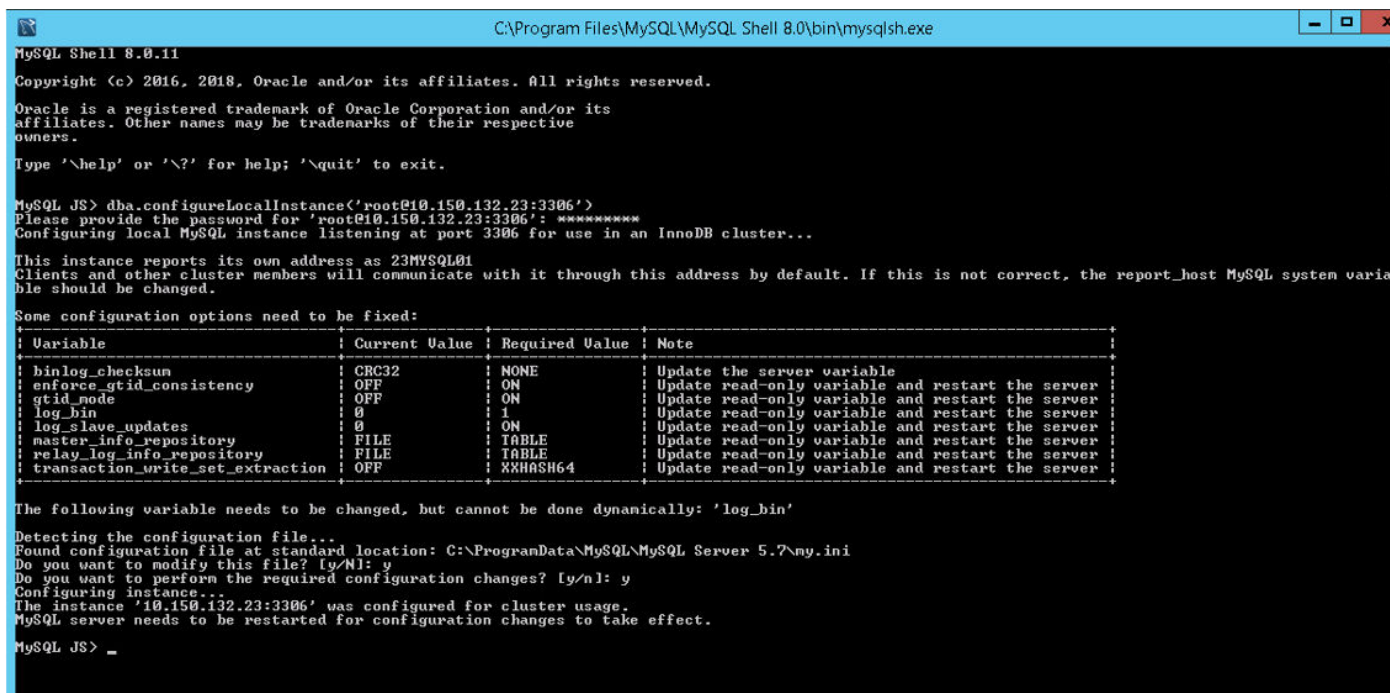 C:\Program Files\MySQL\MySQL Shell 8.0\bin\mysqlsh.exe
MySQL Shell 8.0.11
Copyright (c) 2016, 2018, Oracle and/or its affiliates. All rights reserved.
Oracle is a registered trademark of Oracle Corporation and/or its
affiliates. Other names may be trademarks of their respective
owners.
Type '\help' or '\?' for help; '\quit' to exit.
MySQL JS> dba.configureLocalInstance('root@10.150.132.23:3306')
Please provide the password for 'root@10.150.132.23:3306': *********
Configuring local MySQL instance listening at port 3306 for use in an InnoDB cluster...
This instance reports its own address as 23MYSQL01
Clients and other cluster members will communicate with it through this address by default. If this is not correct, the report_host MySQL system varia
ble should be changed.
Some configuration options need to be fixed:
+---------------------------------+---------------+----------------+--------------------------------------------------+
| Variable | Current Value | Required Value | Note |
+---------------------------------+---------------+----------------+--------------------------------------------------+
| binlog_checksum | CRC32 | NONE | Update the server variable |
| enforce_gtid_consistency | OFF | ON | Update read-only variable and restart the server |
| gtid_mode | OFF | ON | Update read-only variable and restart the server |
| log_bin | 0 | 1 | Update read-only variable and restart the server |
| log_slave_updates | 0 | ON | Update read-only variable and restart the server |
| master_info_repository | FILE | TABLE | Update read-only variable and restart the server |
| relay_log_info_repository | FILE | TABLE | Update read-only variable and restart the server |
| transaction_write_set_extraction | OFF | XXHASH64 | Update read-only variable and restart the server |
+---------------------------------+---------------+----------------+--------------------------------------------------+
The following variable needs to be changed, but cannot be done dynamically: 'log_bin'
Detecting the configuration file...
Found configuration file at standard location: C:\ProgramData\MySQL\MySQL Server 5.7\my.ini
Do you want to modify this file? [y/N]: y
Do you want to perform the required configuration changes? [y/n]: y
Configuring instance...
The instance '10.150.132.23:3306' was configured for cluster usage.
MySQL server needs to be restarted for configuration changes to take effect.
MySQL JS> _